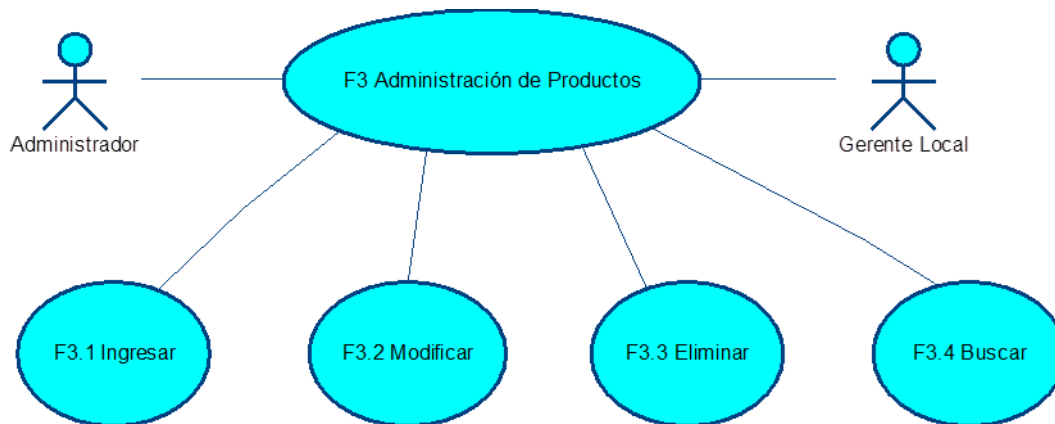 F3 Administración de Productos
Administrador
Gerente Local
F3.1 Ingresar
F3.2 Modificar
F3.3 Eliminar
F3.4 Buscar